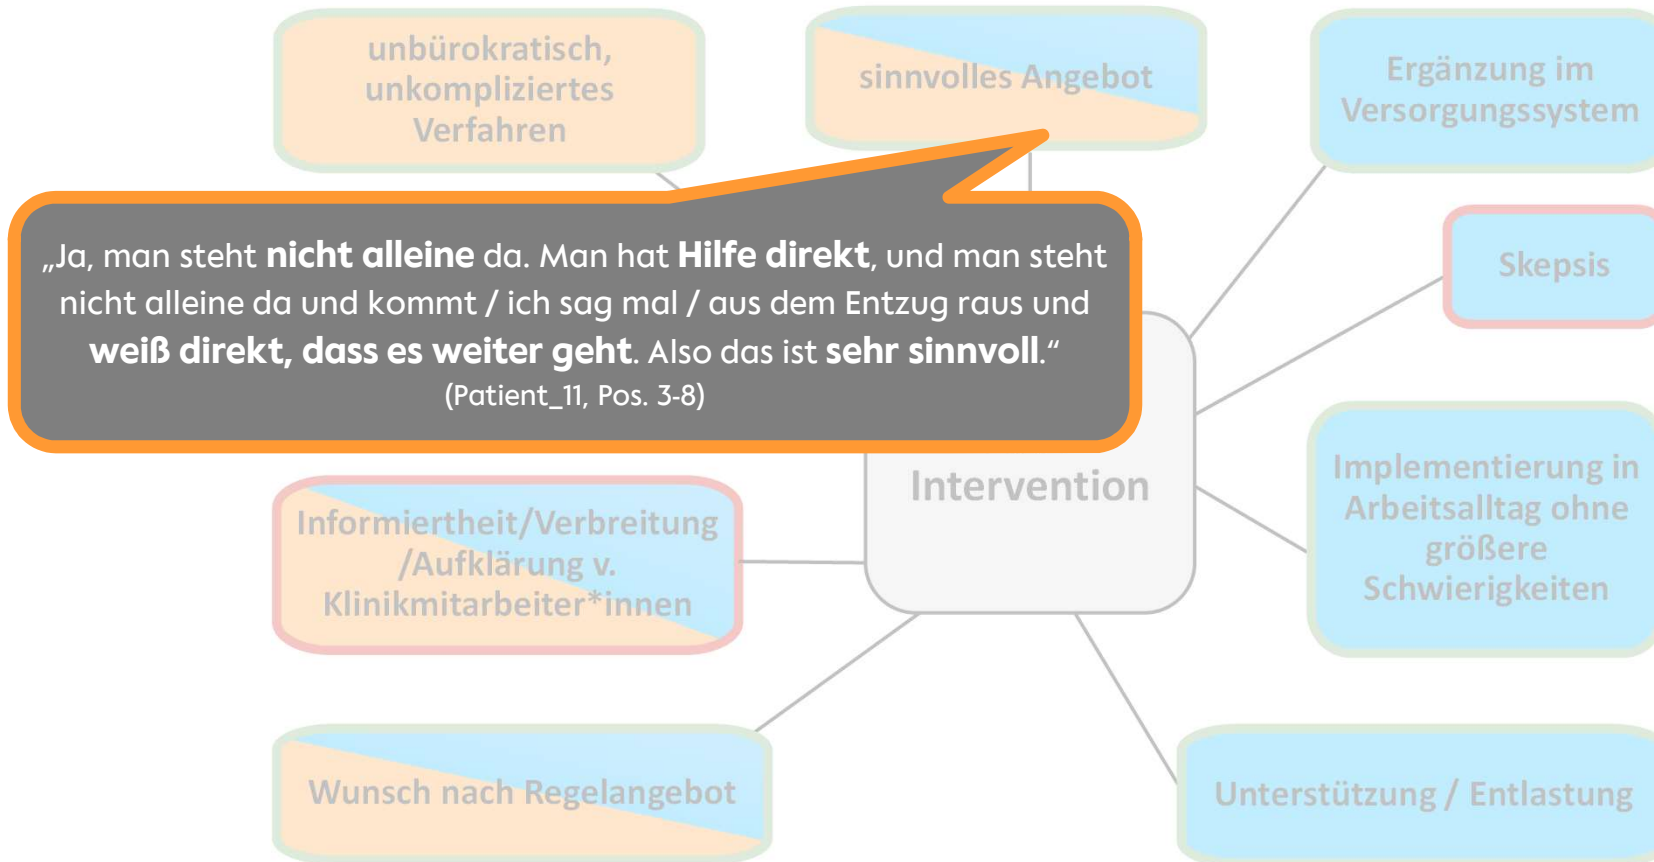 unbürokratisch,
unkompliziertes
Verfahren
sinnvolles Angebot
Ergänzung im
Versorgungssystem
„Ja, man steht nicht alleine da. Man hat Hilfe direkt, und man steht
nicht alleine da und kommt / ich sag mal / aus dem Entzug raus und
weiß direkt, dass es weiter geht. Also das ist sehr sinnvoll.“
(Patient_11, Pos. 3-8)
Skepsis
Intervention
Informiertheit/Verbreitung
/Aufklärung v.
Klinikmitarbeiter*innen
Implementierung in
Arbeitsalltag ohne
größere
Schwierigkeiten
Wunsch nach Regelangebot
Unterstützung / Entlastung